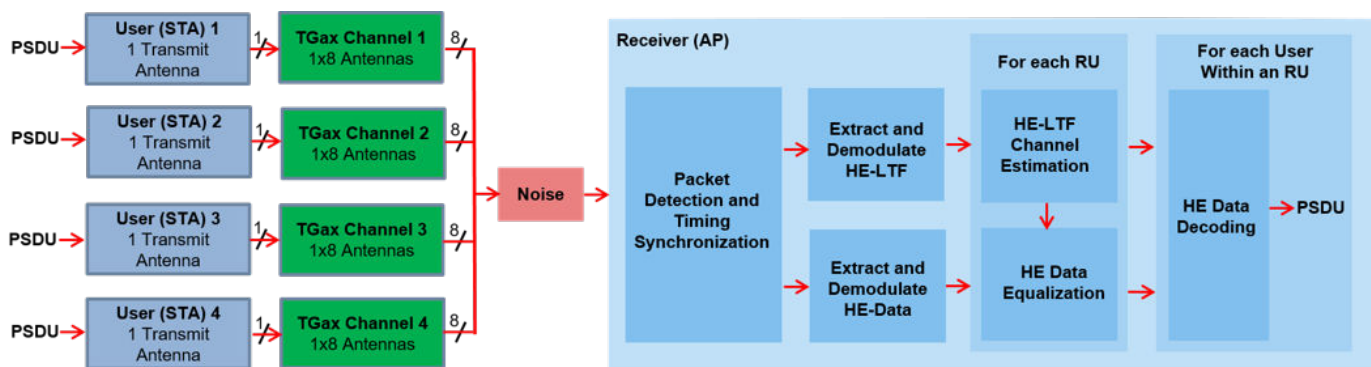 PSDU
User (STA) 1
1 Transmit
Antenna
1
TGax Channel 1
1x8 Antennas
8
PSDU
User (STA) 2
1 Transmit
Antenna
1
TGax Channel 2
1x8 Antennas
8
PSDU
User (STA) 3
1 Transmit
Antenna
1
TGax Channel 3
1x8 Antennas
8
PSDU
User (STA) 4
1 Transmit
Antenna
1
TGax Channel 4
1x8 Antennas
8
Noise
Receiver (AP)
Packet
Detection and
Timing
Synchronization
Extract and
Demodulate
HE-LTF
Extract and
Demodulate
HE-Data
For each RU
HE-LTF
Channel
Estimation
HE Data
Equalization
For each User
Within an RU
HE Data
Decoding
PSDU